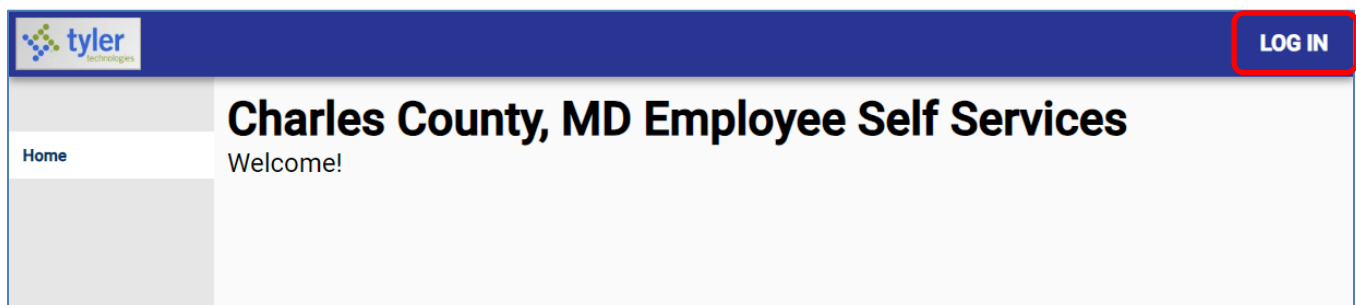 tyler
technologies
LOG IN
Charles County, MD Employee Self Services
Home
Welcome!